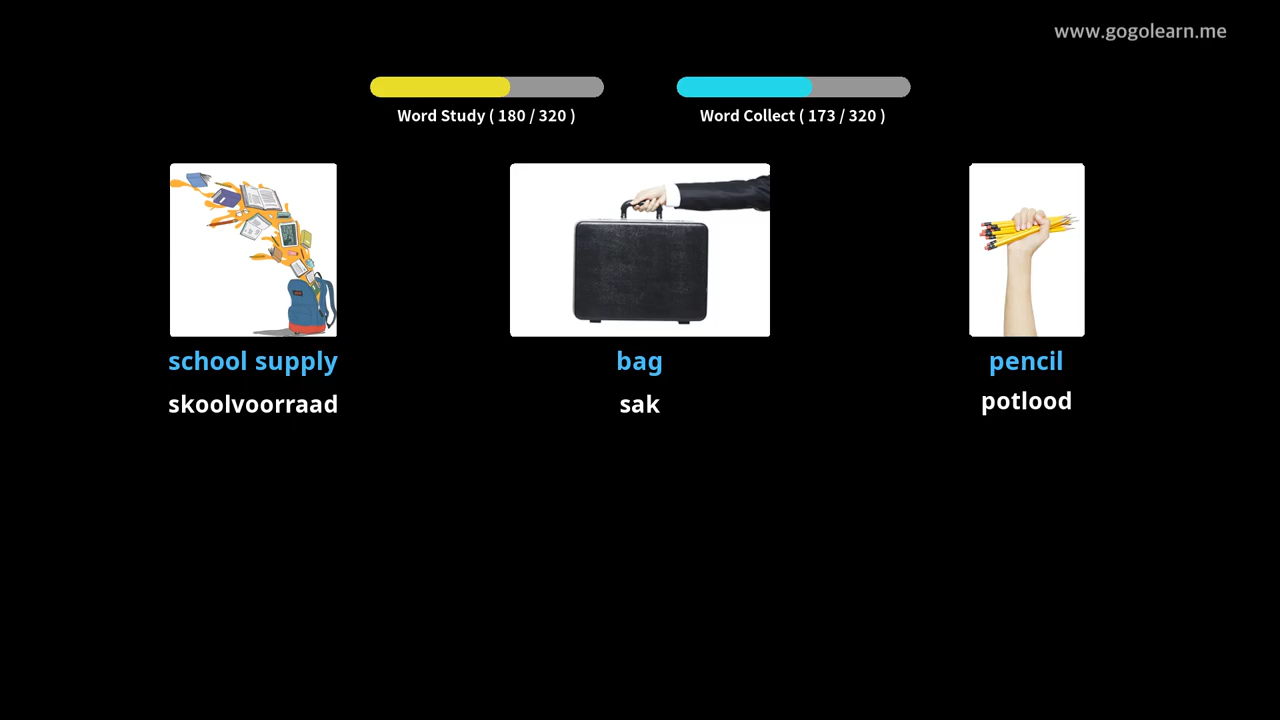 www.gogolearn.me
Word Study ( 180 / 320 )
Word Collect ( 173 / 320 )
school supply
skoolvoorraad
bag
sak
pencil
potlood